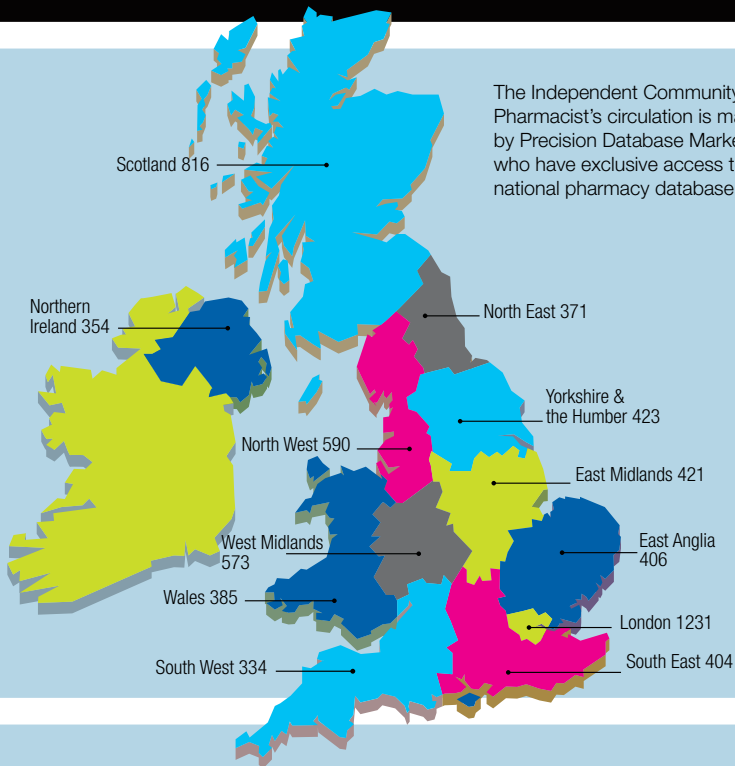 The Independent Community
Pharmacist's circulation is
by Precision Database
who have exclusive access
national pharmacy database
Scotland 816
Northern
Ireland 354
North East 371
Yorkshire &
the Humber 423
North West 590
East Midlands 421
West Midlands
573
East Anglia
406
Wales 385
London 1231
South West 334
South East 404